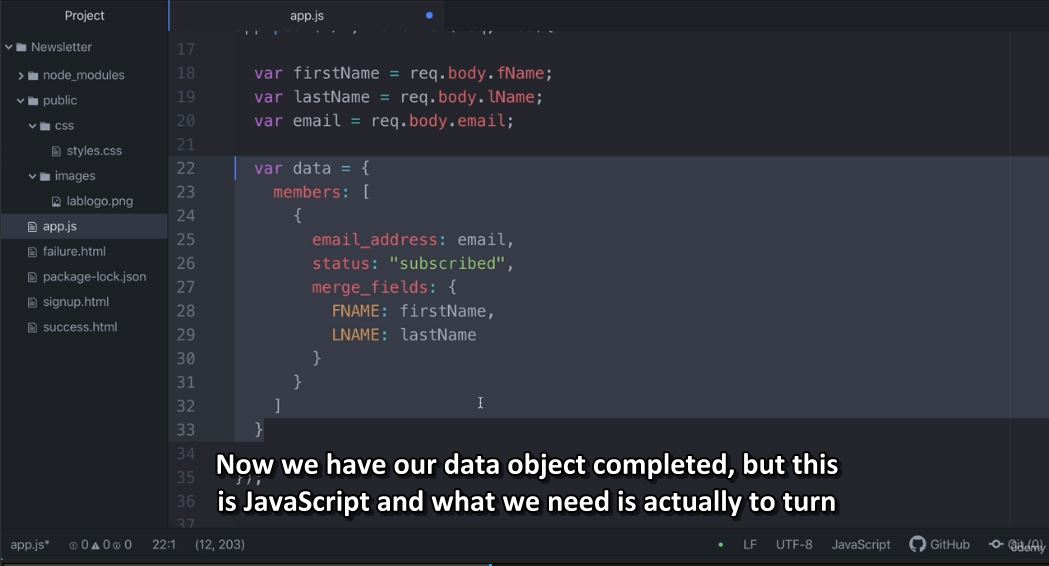 Project
app.js
Newsletter
node_modules
public
css
styles.css
images
lablogo.png
app.js
failure.html
package-lock.json
signup.html
success.html
17
18 var firstName = req.body.fName;
19 var lastName = req.body.lName;
20 var email = req.body.email;
21
22 var data = {
23 members: [
24 {
25 email_address: email,
26 status: "subscribed",
27 merge_fields: {
28 FNAME: firstName,
29 LNAME: lastName
30 }
31 }
32 ]
33 }
34
35 });
36
37
Now we have our data object completed, but this
is JavaScript and what we need is actually to turn
app.js* 0 0 0 22:1 (12, 203) LF UTF-8 JavaScript GitHub Git (0)
Udemy